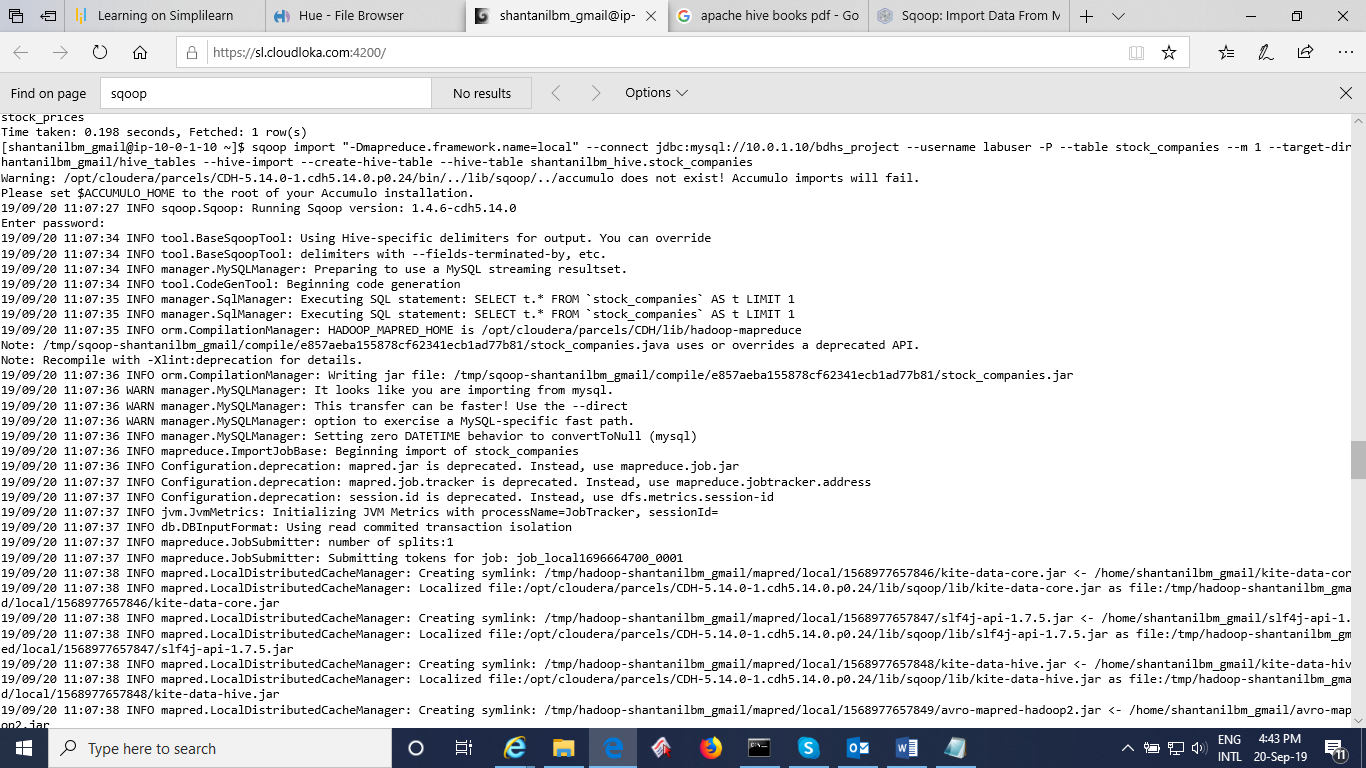 Learning on Simplilearn
Hue - File Browser
shantanilbm_gmail@ip-
apache hive books pdf - Go
Sqoop: Import Data From M
https://sl.cloudloka.com:4200/
Find on page
sqoop
No results
Options
stock_prices
Time taken: 0.198 seconds, Fetched: 1 row(s)
[shantanilbm_gmail@ip-10-0-1-10 ~]$ sqoop import "-Dmapreduce.framework.name=local" --connect jdbc:mysql://10.0.1.10/bdhs_project --username labuser -P --table stock_companies --m 1 --target-dir
hantanilbm_gmail/hive_tables --hive-import --create-hive-table --hive-table shantanilbm_hive.stock_companies
Warning: /opt/cloudera/parcels/CDH-5.14.0-1.cdh5.14.0.p0.24/bin/../lib/sqoop/../accumulo does not exist! Accumulo imports will fail.
Please set $ACCUMULO_HOME to the root of your Accumulo installation.
19/09/20 11:07:27 INFO sqoop.Sqoop: Running Sqoop version: 1.4.6-cdh5.14.0
Enter password:
19/09/20 11:07:34 INFO tool.BaseSqoopTool: Using Hive-specific delimiters for output. You can override
19/09/20 11:07:34 INFO tool.BaseSqoopTool: delimiters with --fields-terminated-by, etc.
19/09/20 11:07:34 INFO manager.MySQLManager: Preparing to use a MySQL streaming resultset.
19/09/20 11:07:34 INFO tool.CodeGenTool: Beginning code generation
19/09/20 11:07:35 INFO manager.SqlManager: Executing SQL statement: SELECT t.* FROM `stock_companies` AS t LIMIT 1
19/09/20 11:07:35 INFO manager.SqlManager: Executing SQL statement: SELECT t.* FROM `stock_companies` AS t LIMIT 1
19/09/20 11:07:35 INFO orm.CompilationManager: HADOOP_MAPRED_HOME is /opt/cloudera/parcels/CDH/lib/hadoop-mapreduce
Note: /tmp/sqoop-shantanilbm_gmail/compile/e857aeba155878cf62341ecb1ad77b81/stock_companies.java uses or overrides a deprecated API.
Note: Recompile with -Xlint:deprecation for details.
19/09/20 11:07:36 INFO orm.CompilationManager: Writing jar file: /tmp/sqoop-shantanilbm_gmail/compile/e857aeba155878cf62341ecb1ad77b81/stock_companies.jar
19/09/20 11:07:36 WARN manager.MySQLManager: It looks like you are importing from mysql.
19/09/20 11:07:36 WARN manager.MySQLManager: This transfer can be faster! Use the --direct
19/09/20 11:07:36 WARN manager.MySQLManager: option to exercise a MySQL-specific fast path.
19/09/20 11:07:36 INFO manager.MySQLManager: Setting zero DATETIME behavior to convertToNull (mysql)
19/09/20 11:07:36 INFO mapreduce.ImportJobBase: Beginning import of stock_companies
19/09/20 11:07:36 INFO Configuration.deprecation: mapred.jar is deprecated. Instead, use mapreduce.job.jar
19/09/20 11:07:37 INFO Configuration.deprecation: mapred.job.tracker is deprecated. Instead, use mapreduce.jobtracker.address
19/09/20 11:07:37 INFO Configuration.deprecation: session.id is deprecated. Instead, use dfs.metrics.session-id
19/09/20 11:07:37 INFO jvm.JvmMetrics: Initializing JVM Metrics with processName=JobTracker, sessionId=
19/09/20 11:07:37 INFO db.DBInputFormat: Using read commited transaction isolation
19/09/20 11:07:37 INFO mapreduce.JobSubmitter: number of splits:1
19/09/20 11:07:37 INFO mapreduce.JobSubmitter: Submitting tokens for job: job_local1696664700_0001
19/09/20 11:07:38 INFO mapred.LocalDistributedCacheManager: Creating symlink: /tmp/hadoop-shantanilbm_gmail/mapred/local/1568977657846/kite-data-core.jar <- /home/shantanilbm_gmail/kite-data-cor
19/09/20 11:07:38 INFO mapred.LocalDistributedCacheManager: Localized file:/opt/cloudera/parcels/CDH-5.14.0-1.cdh5.14.0.p0.24/lib/sqoop/lib/kite-data-core.jar as file:/tmp/hadoop-shantanilbm_gma
d/local/1568977657846/kite-data-core.jar
19/09/20 11:07:38 INFO mapred.LocalDistributedCacheManager: Creating symlink: /tmp/hadoop-shantanilbm_gmail/mapred/local/1568977657847/slf4j-api-1.7.5.jar <- /home/shantanilbm_gmail/slf4j-api-1.
19/09/20 11:07:38 INFO mapred.LocalDistributedCacheManager: Localized file:/opt/cloudera/parcels/CDH-5.14.0-1.cdh5.14.0.p0.24/lib/sqoop/lib/slf4j-api-1.7.5.jar as file:/tmp/hadoop-shantanilbm_gm
ed/local/1568977657847/slf4j-api-1.7.5.jar
19/09/20 11:07:38 INFO mapred.LocalDistributedCacheManager: Creating symlink: /tmp/hadoop-shantanilbm_gmail/mapred/local/1568977657848/kite-data-hive.jar <- /home/shantanilbm_gmail/kite-data-hiv
19/09/20 11:07:38 INFO mapred.LocalDistributedCacheManager: Localized file:/opt/cloudera/parcels/CDH-5.14.0-1.cdh5.14.0.p0.24/lib/sqoop/lib/kite-data-hive.jar as file:/tmp/hadoop-shantanilbm_gma
d/local/1568977657848/kite-data-hive.jar
19/09/20 11:07:38 INFO mapred.LocalDistributedCacheManager: Creating symlink: /tmp/hadoop-shantanilbm_gmail/mapred/local/1568977657849/avro-mapred-hadoop2.jar <- /home/shantanilbm_gmail/avro-map
op2.jar
Type here to search
ENG
INTL
4:43 PM
20-Sep-19
11